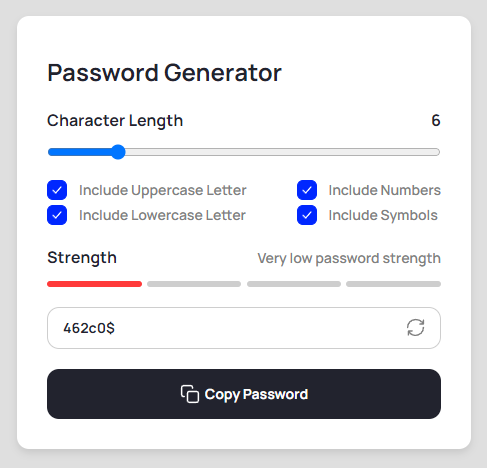 Password Generator
Character Length 6
Include Uppercase Letter Include Numbers
Include Lowercase Letter Include Symbols
Strength Very low password strength
462c0$
Copy Password